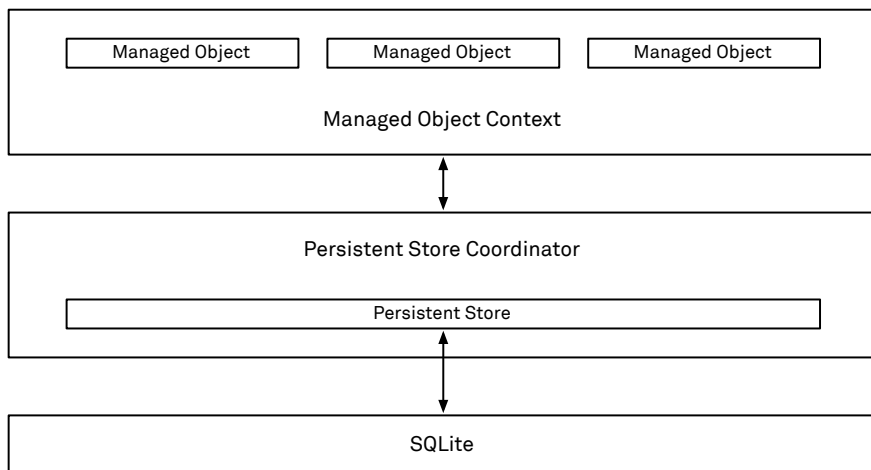 Managed Object Managed Object Managed Object
Managed Object Context
Persistent Store Coordinator
Persistent Store
SQLite